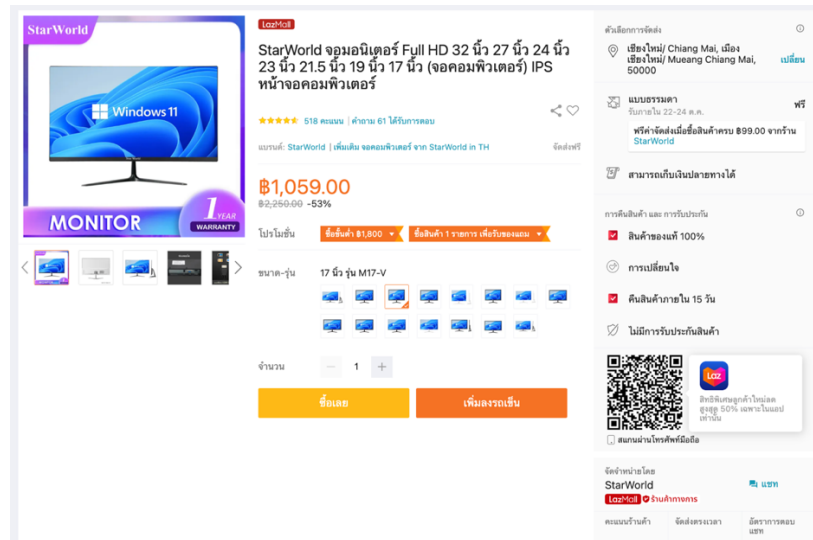 StarWorld
Windows 11
MONITOR
1 YEAR
WARRANTY
LazMall
StarWorld จอมอนิเตอร์ Full HD 32 นิ้ว 27 นิ้ว 24 นิ้ว
23 นิ้ว 21.5 นิ้ว 19 นิ้ว 17 นิ้ว (จอคอมพิวเตอร์) IPS
หน้าจอคอมพิวเตอร์
518 คะแนน | คำถาม 61 ได้รับการตอบ
แบรนด์: StarWorld | เพิ่มเติม จอคอมพิวเตอร์ จาก StarWorld in TH
จัดส่งฟรี
฿1,059.00
฿2,250.00 -53%
โปรโมชั่น
ซื้อขั้นต่ำ ฿1,800
ซื้อสินค้า 1 รายการ เพื่อรับของแถม
ขนาด-รุ่น 17 นิ้ว รุ่น M17-V
จำนวน 1
ซื้อเลย
เพิ่มลงรถเข็น
ตัวเลือกการจัดส่ง
เชียงใหม่/ Chiang Mai, เมือง
เชียงใหม่/ Mueang Chiang Mai,
50000
เปลี่ยน
แบบธรรมดา
รับภายใน 22-24 ต.ค.
ฟรี
ฟรีค่าจัดส่งเมื่อซื้อสินค้าครบ ฿99.00 จากร้าน
StarWorld
สามารถเก็บเงินปลายทางได้
การคืนสินค้า และ การรับประกัน
สินค้าของแท้ 100%
การเปลี่ยนใจ
คืนสินค้าภายใน 15 วัน
ไม่มีการรับประกันสินค้า
Laz
สิทธิพิเศษลูกค้าใหม่ลด
สูงสุด 50% เฉพาะในแอป
เท่านั้น
สแกนผ่านโทรศัพท์มือถือ
จัดจำหน่ายโดย
StarWorld
แชท
LazMall ร้านค้าทางการ
คะแนนร้านค้า
จัดส่งตรงเวลา
อัตราการตอบ
แชท